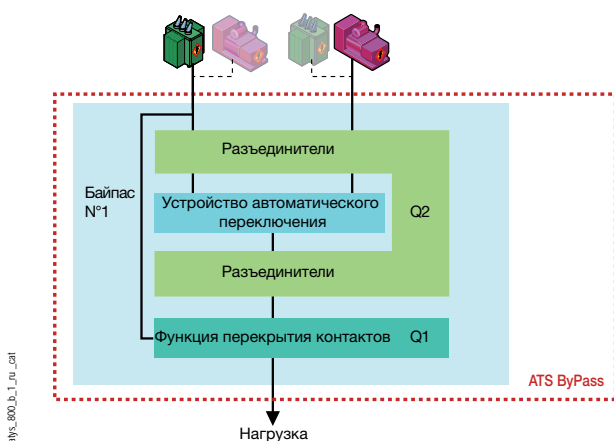 Разъединители
Байпас
N°1
Устройство автоматического
переключения
Q2
Разъединители
Функция перекрытия контактов
Q1
ATS ByPass
Нагрузка
atys_800_b_1_ru_cat